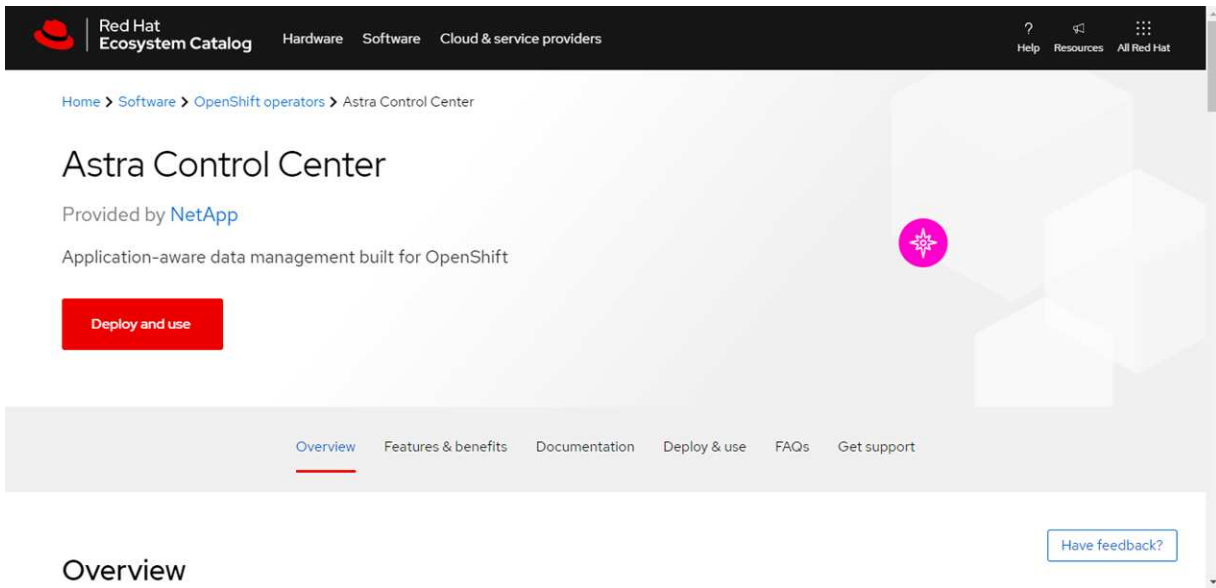 Red Hat
Ecosystem Catalog
Hardware Software Cloud & service providers
?
Help Resources All Red Hat
Home > Software > OpenShift operators > Astra Control Center
Astra Control Center
Provided by NetApp
Application-aware data management built for OpenShift
Deploy and use
Overview Features & benefits Documentation Deploy & use FAQs Get support
Have feedback?
Overview